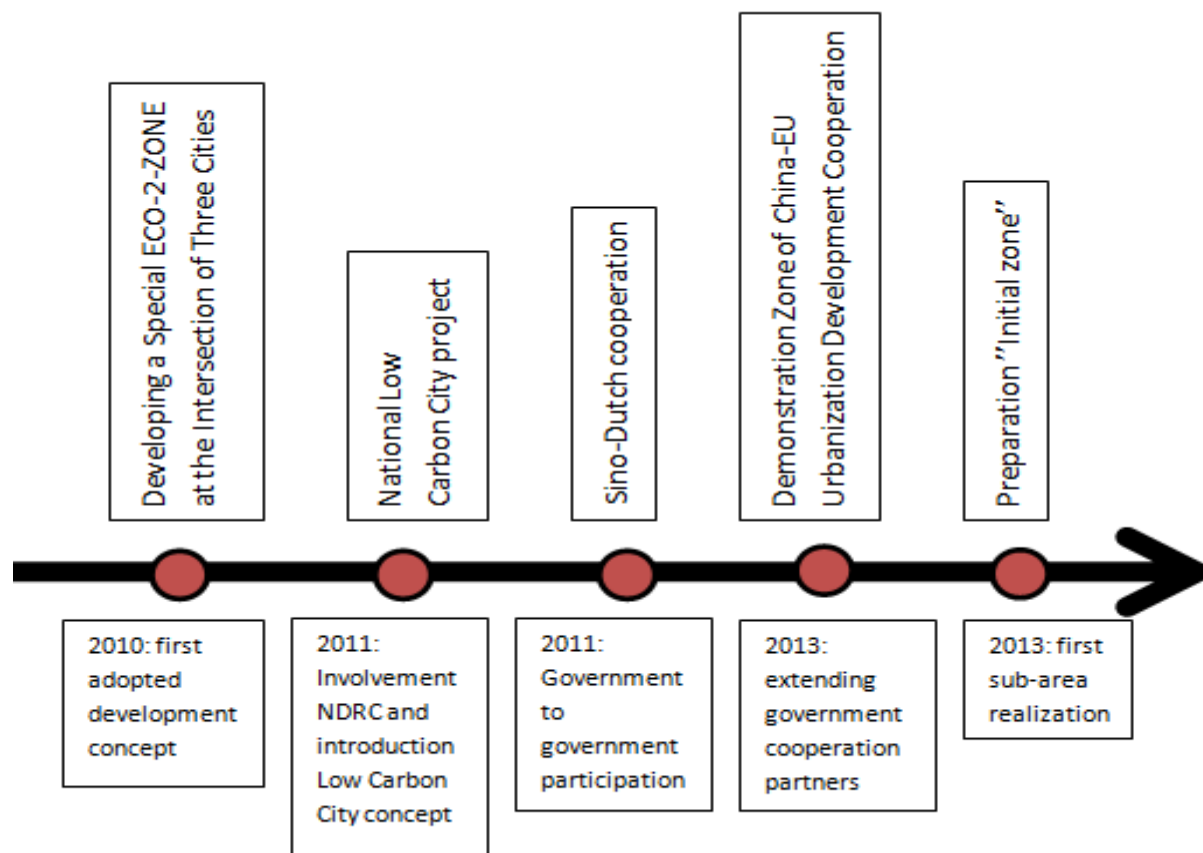 Developing a Special ECO-2-ZONE
at the Intersection of Three Cities
National Low
Carbon City project
Sino-Dutch cooperation
Demonstration Zone of China-EU
Urbanization Development Cooperation
Preparation ”Initial zone”
2010: first
adopted
development
concept
2011:
Involvement
NDRC and
introduction
Low Carbon
City concept
2011:
Government
to
government
participation
2013:
extending
government
cooperation
partners
2013: first
sub-area
realization